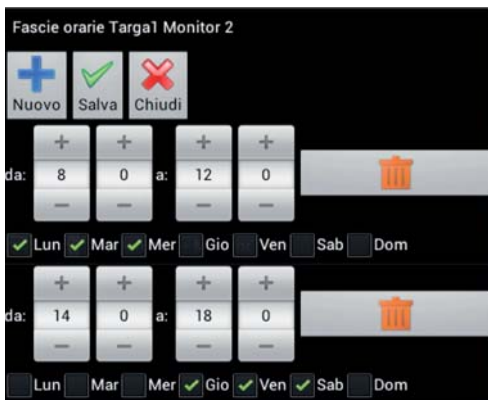 Fascie orarie Targa1 Monitor 2
Nuovo Salva Chiudi
da: 8 0 a: 12 0
Lun Mar Mer Gio Ven Sab Dom
da: 14 0 a: 18 0
Lun Mar Mer Gio Ven Sab Dom